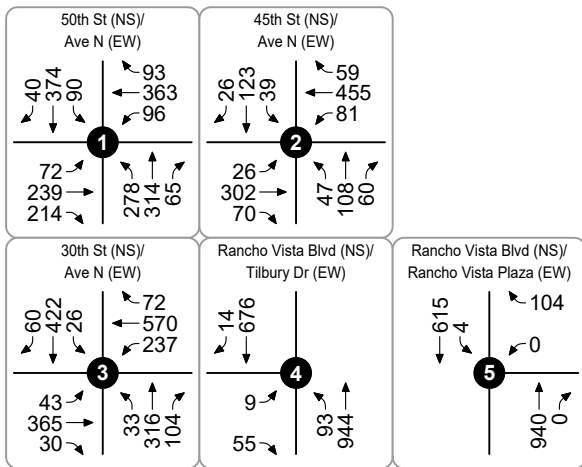 50th St (NS)/
Ave N (EW)
40 374 90
93
363
96
1
72
239
214
278 314 65
45th St (NS)/
Ave N (EW)
26 123 39
59
455
81
2
26
302
70
47 108 60
30th St (NS)/
Ave N (EW)
60 422 26
72
570
237
3
43
365
30
33 316 104
Rancho Vista Blvd (NS)/
Tilbury Dr (EW)
14 676
4
9
55
93 944
Rancho Vista Blvd (NS)/
Rancho Vista Plaza (EW)
615 4
104
0
5
940 0